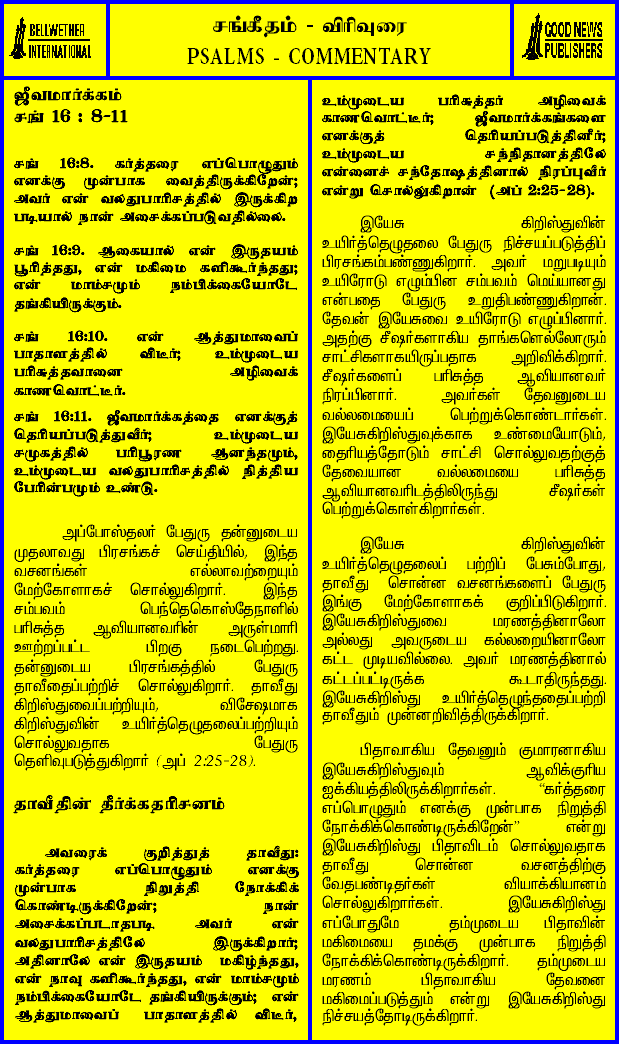 BELLWETHER
INTERNATIONAL
சங்கீதம் - விரிவுரை
PSALMS - COMMENTARY
GOOD NEWS
PUBLISHERS
ஜீவமார்க்கம்
சங் 16 : 8-11
சங் 16:8. கர்த்தரை எப்பொழுதும்
எனக்கு முன்பாக வைத்திருக்கிறேன்;
அவர் என் வலதுபாரிசத்தில் இருக்கிற
படியால் நான் அசைக்கப்படுவதில்லை.
சங் 16:9. ஆகையால் என் இருதயம்
பூரித்தது, என் மகிமை களிகூர்ந்தது;
என் மாம்சமும் நம்பிக்கையோடே
தங்கியிருக்கும்.
சங் 16:10. என் ஆத்துமாவைப்
பாதாளத்தில் விடீர்; உம்முடைய
பரிசுத்தவானை அழிவைக்
காணவொட்டீர்.
சங் 16:11. ஜீவமார்க்கத்தை எனக்குத்
தெரியப்படுத்துவீர்; உம்முடைய
சமுகத்தில் பரிபூரண ஆனந்தமும்,
உம்முடைய வலதுபாரிசத்தில் நித்திய
பேரின்பமும் உண்டு.
அப்போஸ்தலர் பேதுரு தன்னுடைய
முதலாவது பிரசங்கச் செய்தியில், இந்த
வசனங்கள் எல்லாவற்றையும்
மேற்கோளாகச் சொல்லுகிறார். இந்த
சம்பவம் பெந்தெகொஸ்தேநாளில்
பரிசுத்த ஆவியானவரின் அருள்மாரி
ஊற்றப்பட்ட பிறகு நடைபெற்றது.
தன்னுடைய பிரசங்கத்தில் பேதுரு
தாவீதைப்பற்றிச் சொல்லுகிறார். தாவீது
கிறிஸ்துவைப்பற்றியும், விசேஷமாக
கிறிஸ்துவின் உயிர்த்தெழுதலைப்பற்றியும்
சொல்லுவதாக பேதுரு
தெளிவுபடுத்துகிறார் (அப் 2:25-28).
தாவீதின் தீர்க்கதரிசனம்
அவரைக் குறித்துத் தாவீது:
கர்த்தரை எப்பொழுதும் எனக்கு
முன்பாக நிறுத்தி நோக்கிக்
கொண்டிருக்கிறேன்; நான்
அசைக்கப்படாதபடி அவர் என்
வலதுபாரிசத்திலே இருக்கிறார்;
அதினாலே என் இருதயம் மகிழ்ந்தது,
என் நாவு களிகூர்ந்தது, என் மாம்சமும்
நம்பிக்கையோடே தங்கியிருக்கும்; என்
ஆத்துமாவைப் பாதாளத்தில் விடீர்,
உம்முடைய பரிசுத்தர் அழிவைக்
காணவொட்டீர்; ஜீவமார்க்கங்களை
எனக்குத் தெரியப்படுத்தினீர்;
உம்முடைய சந்நிதானத்திலே
என்னைச் சந்தோஷத்தினால் நிரப்புவீர்
என்று சொல்லுகிறான் (அப் 2:25-28).
இயேசு கிறிஸ்துவின்
உயிர்த்தெழுதலை பேதுரு நிச்சயப்படுத்திப்
பிரசங்கம்பண்ணுகிறார். அவர் மறுபடியும்
உயிரோடு எழும்பின சம்பவம் மெய்யானது
என்பதை பேதுரு உறுதிபண்ணுகிறான்.
தேவன் இயேசுவை உயிரோடு எழுப்பினார்.
அதற்கு சீஷர்களாகிய தாங்களெல்லோரும்
சாட்சிகளாகயிருப்பதாக அறிவிக்கிறார்.
சீஷர்களைப் பரிசுத்த ஆவியானவர்
நிரப்பினார். அவர்கள் தேவனுடைய
வல்லமையைப் பெற்றுக்கொண்டார்கள்.
இயேசுகிறிஸ்துவுக்காக உண்மையோடும்,
தைரியத்தோடும் சாட்சி சொல்லுவதற்குத்
தேவையான வல்லமையை பரிசுத்த
ஆவியானவரிடத்திலிருந்து சீஷர்கள்
பெற்றுக்கொள்கிறார்கள்.
இயேசு கிறிஸ்துவின்
உயிர்த்தெழுதலைப் பற்றிப் பேசும்போது,
தாவீது சொன்ன வசனங்களைப் பேதுரு
இங்கு மேற்கோளாகக் குறிப்பிடுகிறார்.
இயேசுகிறிஸ்துவை மரணத்தினாலோ
அல்லது அவருடைய கல்லறையினாலோ
கட்ட முடியவில்லை. அவர் மரணத்தினால்
கட்டப்பட்டிருக்க கூடாதிருந்தது.
இயேசுகிறிஸ்து உயிர்த்தெழுந்ததைப்பற்றி
தாவீதும் முன்னறிவித்திருக்கிறார்.
பிதாவாகிய தேவனும் குமாரனாகிய
இயேசுகிறிஸ்துவும் ஆவிக்குரிய
ஐக்கியத்திலிருக்கிறார்கள். “கர்த்தரை
எப்பொழுதும் எனக்கு முன்பாக நிறுத்தி
நோக்கிக்கொண்டிருக்கிறேன்” என்று
இயேசுகிறிஸ்து பிதாவிடம் சொல்லுவதாக
தாவீது சொன்ன வசனத்திற்கு
வேதபண்டிதர்கள் வியாக்கியானம்
சொல்லுகிறார்கள். இயேசுகிறிஸ்து
எப்போதுமே தம்முடைய பிதாவின்
மகிமையை தமக்கு முன்பாக நிறுத்தி
நோக்கிக்கொண்டிருக்கிறார். தம்முடைய
மரணம் பிதாவாகிய தேவனை
மகிமைப்படுத்தும் என்று இயேசுகிறிஸ்து
நிச்சயத்தோடிருக்கிறார்.